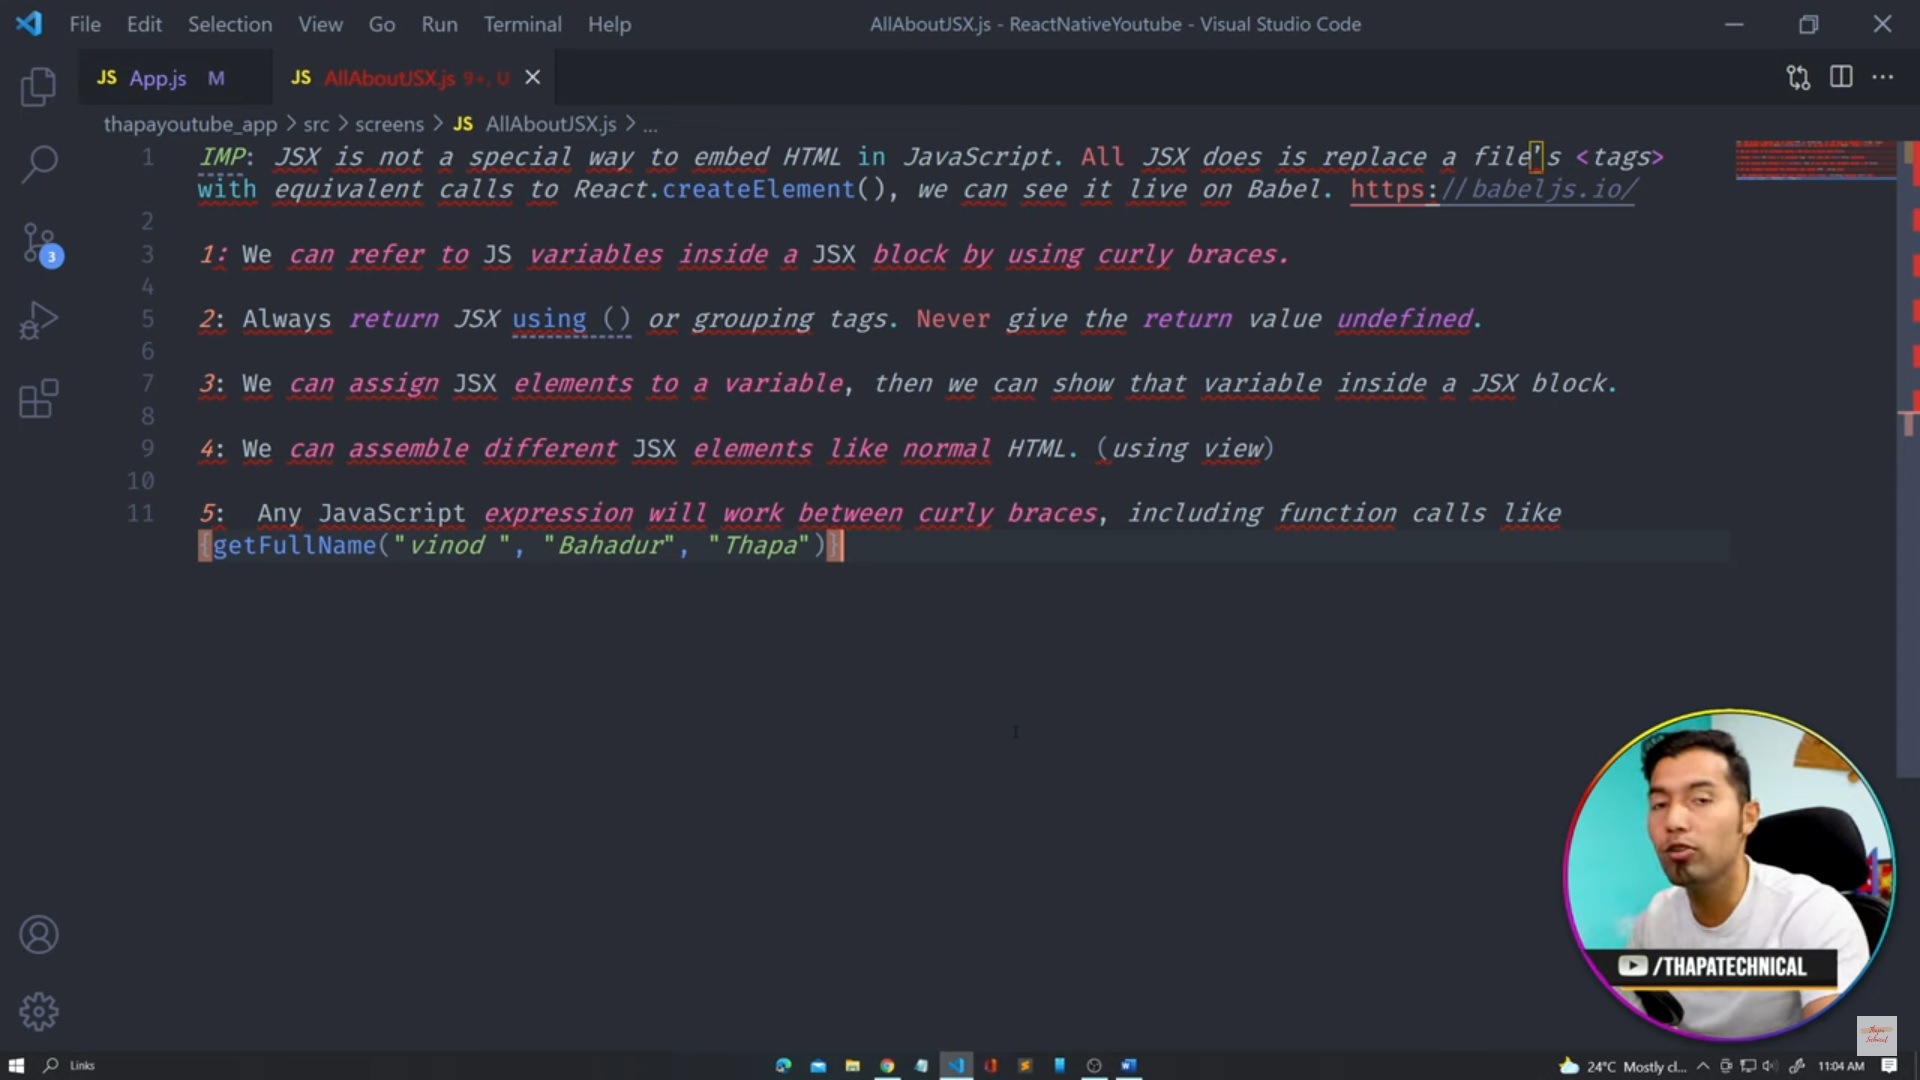 File Edit Selection View Go Run Terminal Help
AllAboutJSX.js - ReactNativeYoutube - Visual Studio Code
JS App.js M
JS AllAboutJSX.js 9+, U
thapayoutube_app > src > screens > JS AllAboutJSX.js > ...
1 IMP: JSX is not a special way to embed HTML in JavaScript. All JSX does is replace a file's <tags>
with equivalent calls to React.createElement(), we can see it live on Babel. https://babeljs.io/
2
3 1: We can refer to JS variables inside a JSX block by using curly braces.
4
5 2: Always return JSX using () or grouping tags. Never give the return value undefined.
6
7 3: We can assign JSX elements to a variable, then we can show that variable inside a JSX block.
8
9 4: We can assemble different JSX elements like normal HTML. (using view)
10
11 5:  Any JavaScript expression will work between curly braces, including function calls like
{getFullName("vinod ", "Bahadur", "Thapa")}
3
/THAPATECHNICAL
Links
24°C Mostly cl...
11:04 AM